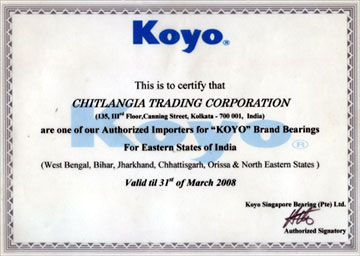 Koyo®
This is to certify that
CHITLANGIA TRADING CORPORATION
(135, IIIrd Floor,Canning Street, Kolkata - 700 001, India)
are one of our Authorized Importers for “KOYO” Brand Bearings
For Eastern States of India
(West Bengal, Bihar, Jharkhand, Chhattisgarh, Orissa & North Eastern States )
Valid til 31st of March 2008
Koyo Singapore Bearing (Pte) Ltd.
Authorized Signatory
Koyo®